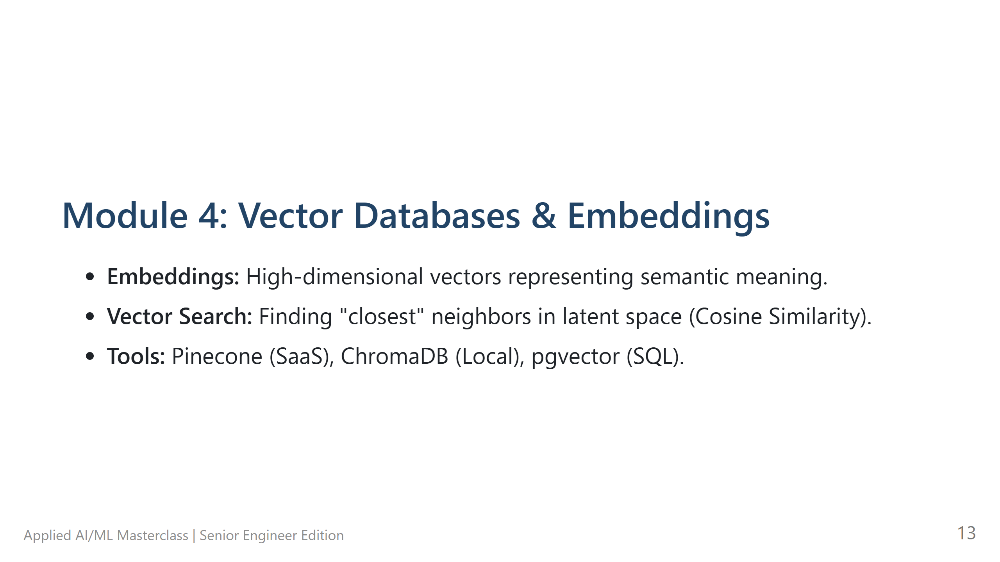 Module 4: Vector Databases & Embeddings
• Embeddings: High-dimensional vectors representing semantic meaning.
• Vector Search: Finding "closest" neighbors in latent space (Cosine Similarity).
• Tools: Pinecone (SaaS), ChromaDB (Local), pgvector (SQL).
Applied AI/ML Masterclass | Senior Engineer Edition
13